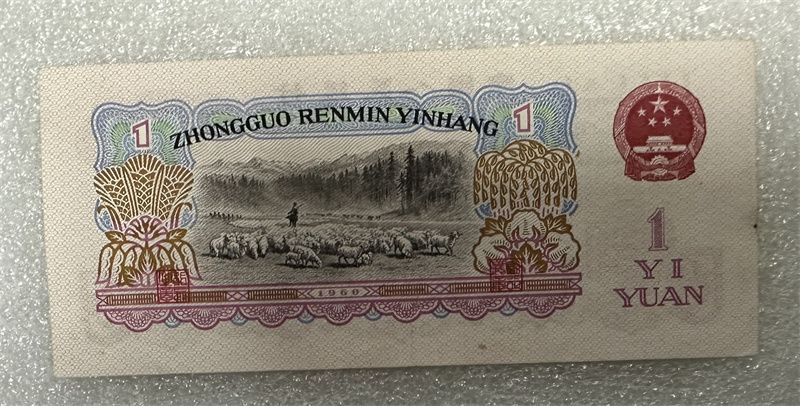 1
ZHONGGUO RENMIN YINHANG
1
1960
1
YI
YUAN